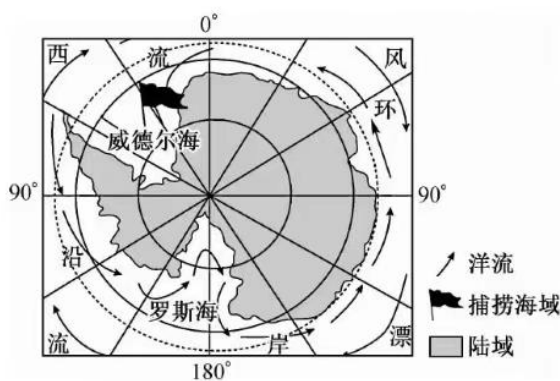 0°
西 流 风
环
威德尔海
90° 90°
沿
罗斯海
流 岸 漂
180°
洋流
捕捞海域
陆域